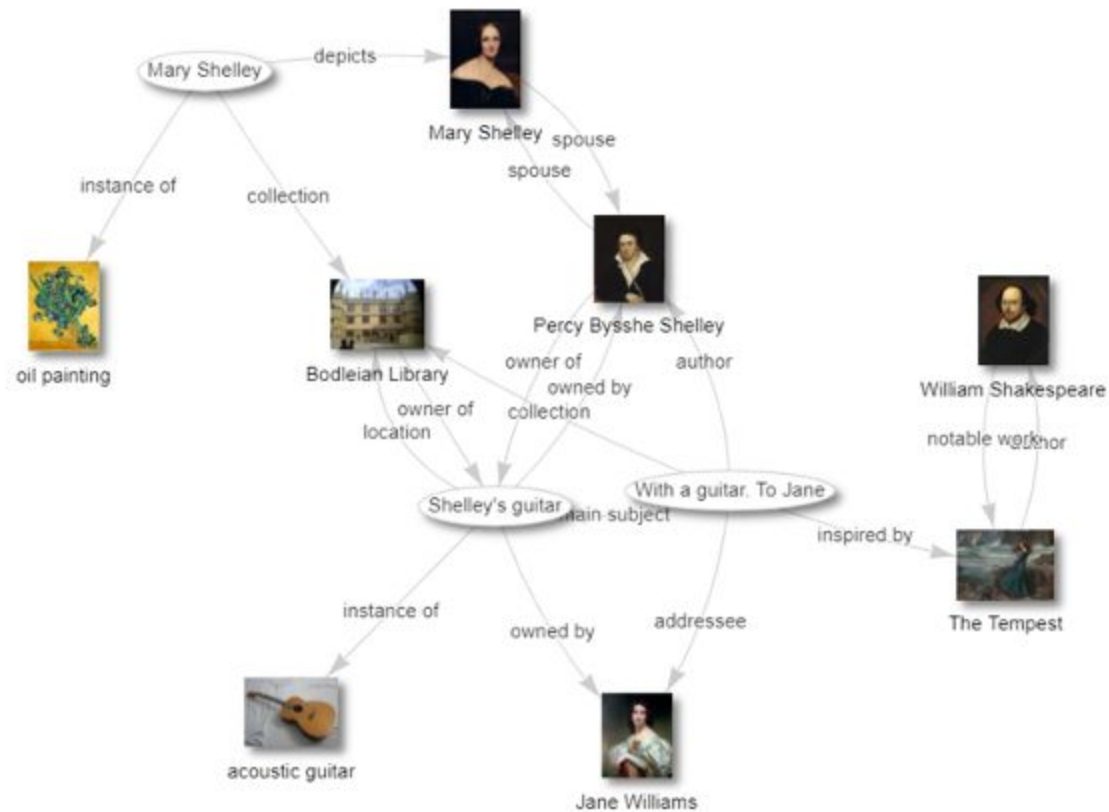 depicts
Mary Shelley
Mary Shelley
spouse
spouse
instance of
collection
Percy Bysshe Shelley
oil painting
Bodleian Library
owner of
author
owned by
William Shakespeare
owner of
collection
location
notable work
author
With a guitar. To Jane
Shelley's guitar
main subject
inspired by
instance of
owned by
addressee
The Tempest
acoustic guitar
Jane Williams